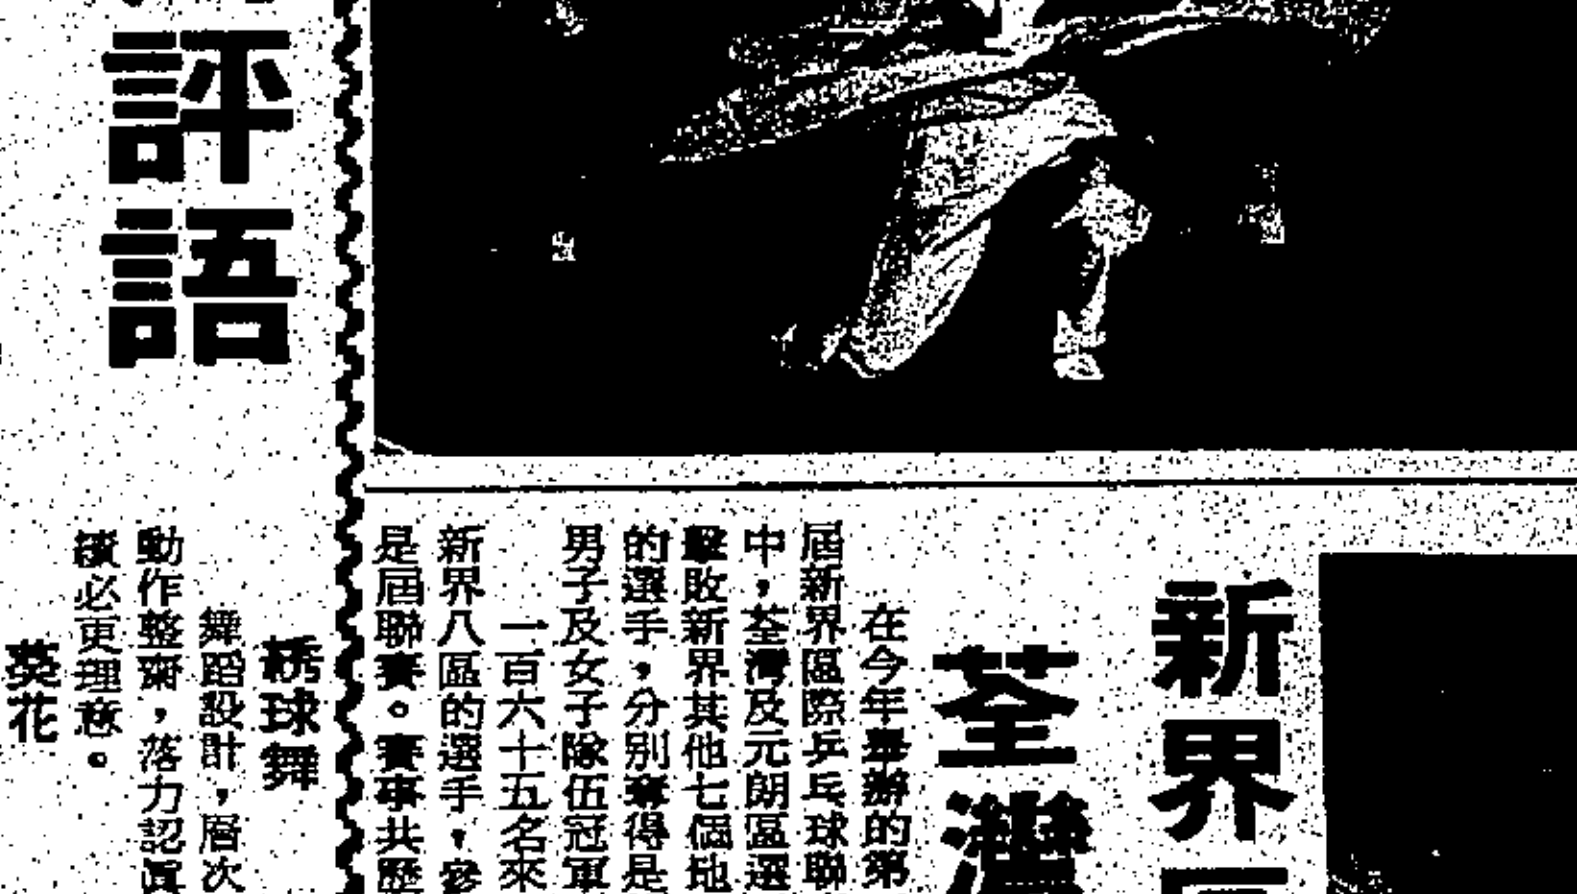 新界
荃灣
在今年舉辦的第
屆新界區際乒乓球聯
中，荃灣及元朗區選
擊敗新界其他七個地
的選手，分別奪得是
男子及女子隊伍冠軍
一百六十五名來
新界八區的選手，參
是屆聯賽。賽事共歷
評語
綉球舞
舞蹈設計，層次
動作整齊，落力認眞
績必更理意。
葵花